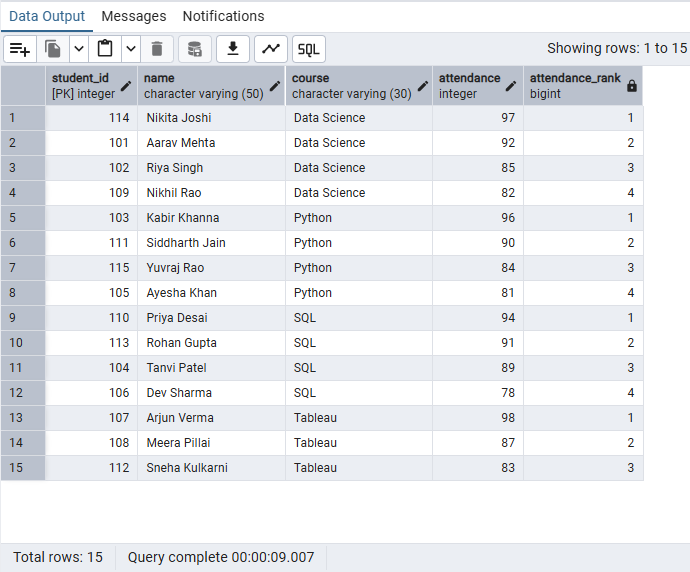 Data Output Messages Notifications
SQL Showing rows: 1 to 15
student_id name course attendance attendance_rank
[PK] integer character varying (50) character varying (30) integer bigint
1 114 Nikita Joshi Data Science 97 1
2 101 Aarav Mehta Data Science 92 2
3 102 Riya Singh Data Science 85 3
4 109 Nikhil Rao Data Science 82 4
5 103 Kabir Khanna Python 96 1
6 111 Siddharth Jain Python 90 2
7 115 Yuvraj Rao Python 84 3
8 105 Ayesha Khan Python 81 4
9 110 Priya Desai SQL 94 1
10 113 Rohan Gupta SQL 91 2
11 104 Tanvi Patel SQL 89 3
12 106 Dev Sharma SQL 78 4
13 107 Arjun Verma Tableau 98 1
14 108 Meera Pillai Tableau 87 2
15 112 Sneha Kulkarni Tableau 83 3
Total rows: 15 Query complete 00:00:09.007